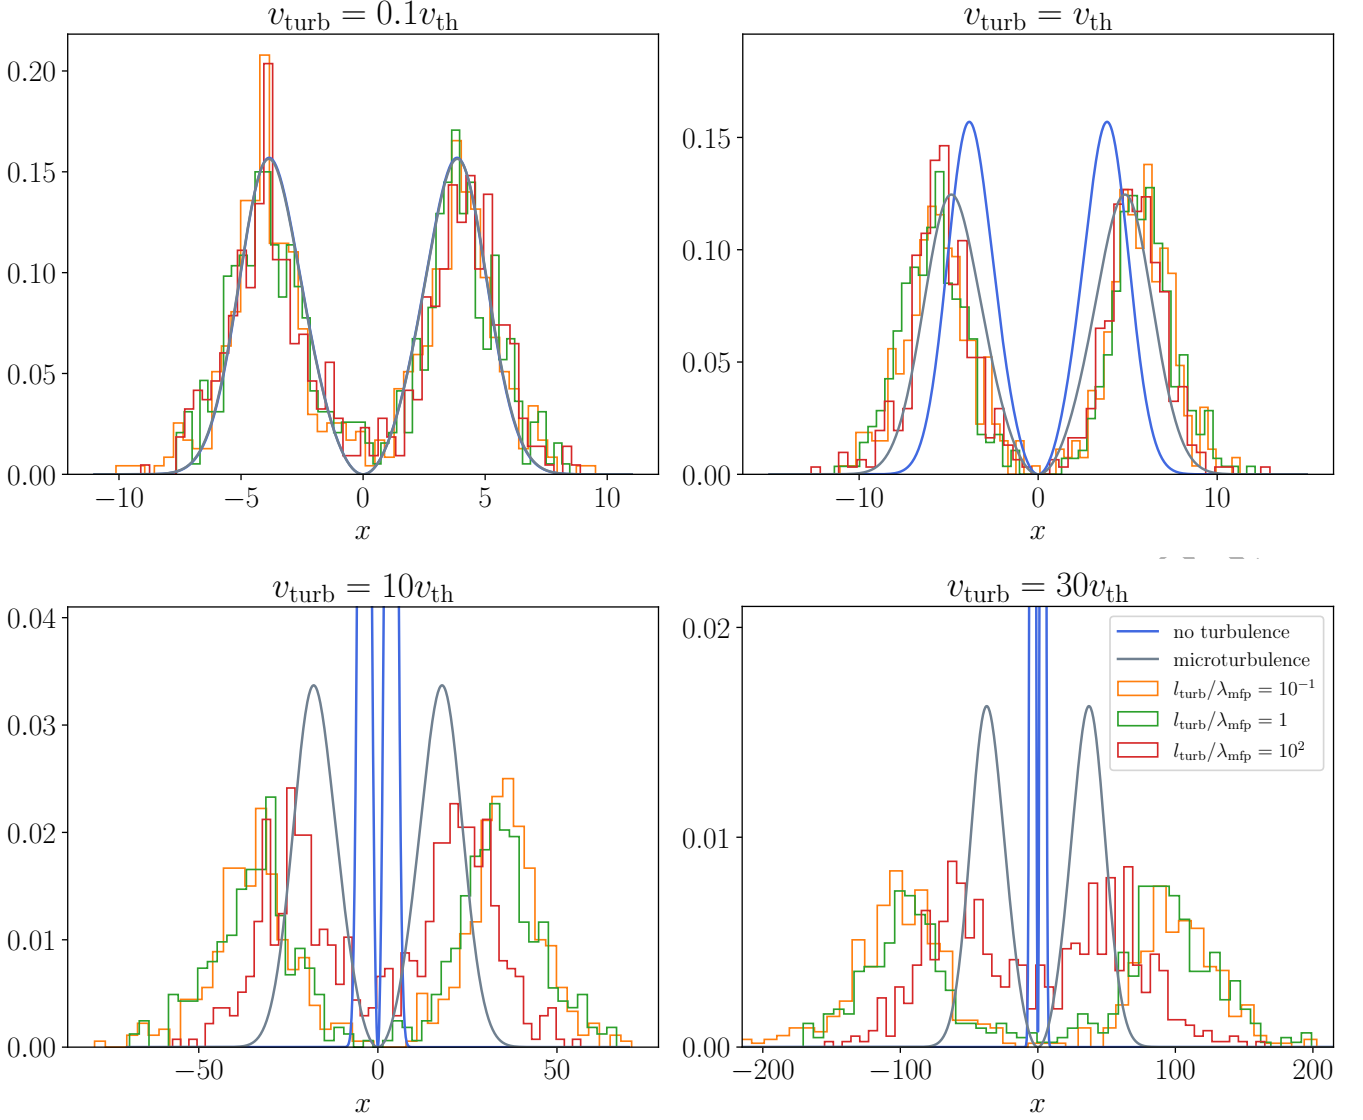 v_turb = 0.1v_th
0.20
0.15
0.10
0.05
0.00
−10 −5 0 5 10
x
v_turb = v_th
0.15
0.10
0.05
0.00
−10 0 10
x
v_turb = 10v_th
0.04
0.03
0.02
0.01
0.00
−50 0 50
x
v_turb = 30v_th
0.02
0.01
0.00
−200 −100 0 100 200
x
no turbulence
microturbulence
l_turb/λ_mfp = 10⁻¹
l_turb/λ_mfp = 1
l_turb/λ_mfp = 10²